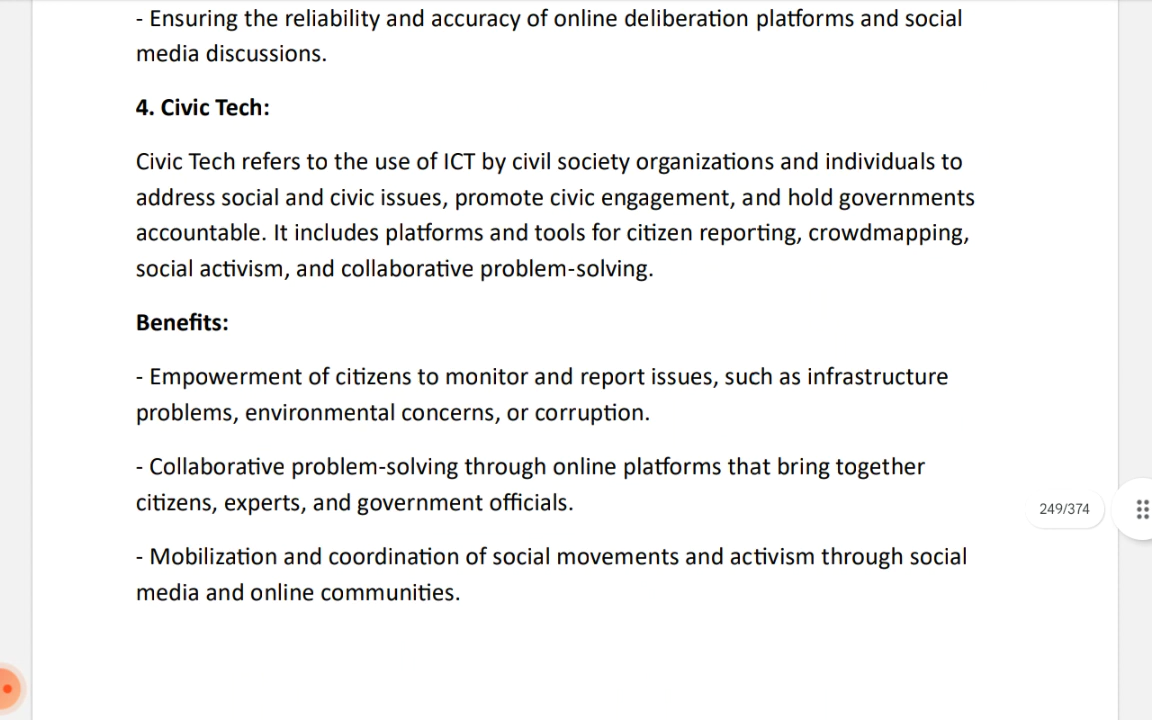 - Ensuring the reliability and accuracy of online deliberation platforms and social
media discussions.
4. Civic Tech:
Civic Tech refers to the use of ICT by civil society organizations and individuals to
address social and civic issues, promote civic engagement, and hold governments
accountable. It includes platforms and tools for citizen reporting, crowdmapping,
social activism, and collaborative problem-solving.
Benefits:
- Empowerment of citizens to monitor and report issues, such as infrastructure
problems, environmental concerns, or corruption.
- Collaborative problem-solving through online platforms that bring together
citizens, experts, and government officials.
249/374
- Mobilization and coordination of social movements and activism through social
media and online communities.